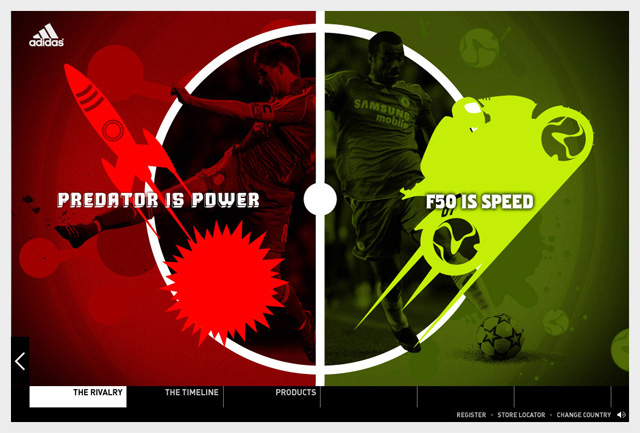 adidas
SAMSUNG
mobile
PREDATOR IS POWER
F50 IS SPEED
THE RIVALRY
THE TIMELINE
PRODUCTS
REGISTER • STORE LOCATOR • CHANGE COUNTRY